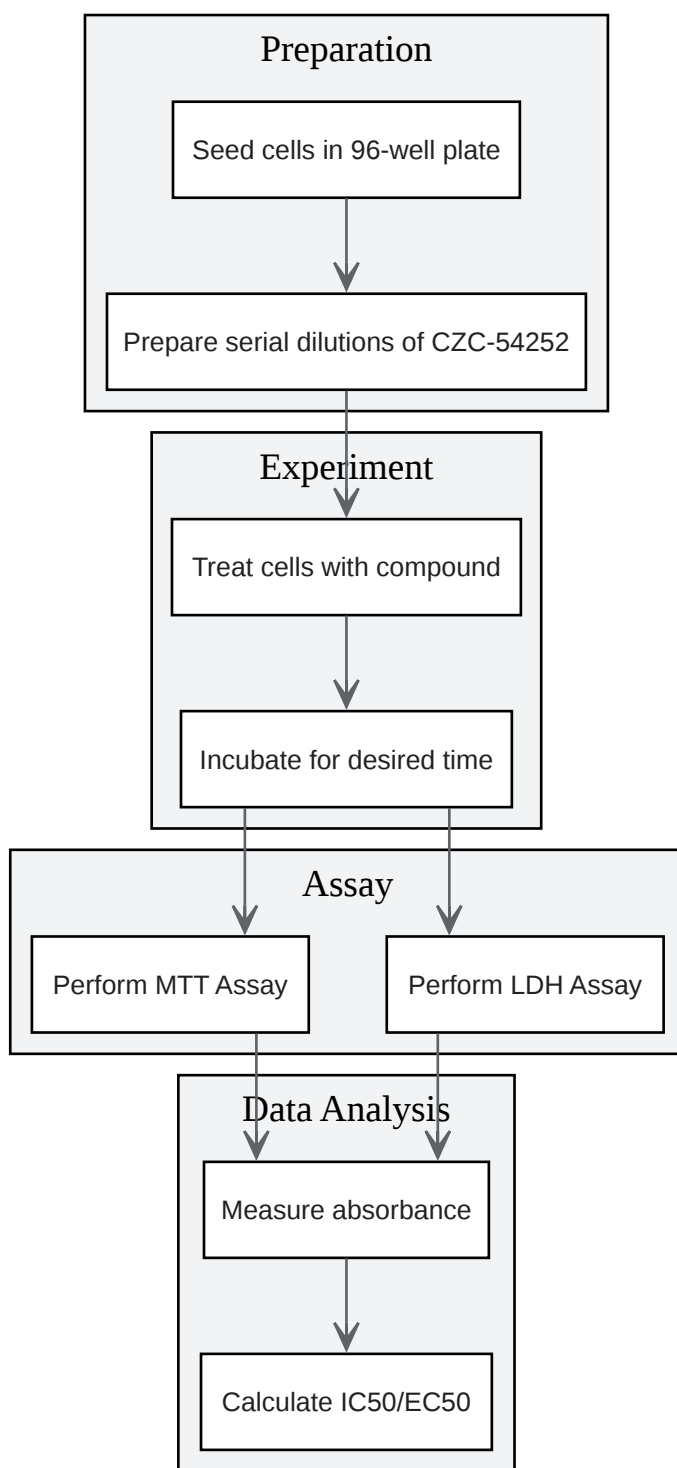 Preparation
Seed cells in 96-well plate
Prepare serial dilutions of CZC-54252
Experiment
Treat cells with compound
Incubate for desired time
Assay
Perform MTT Assay
Perform LDH Assay
Data Analysis
Measure absorbance
Calculate IC50/EC50